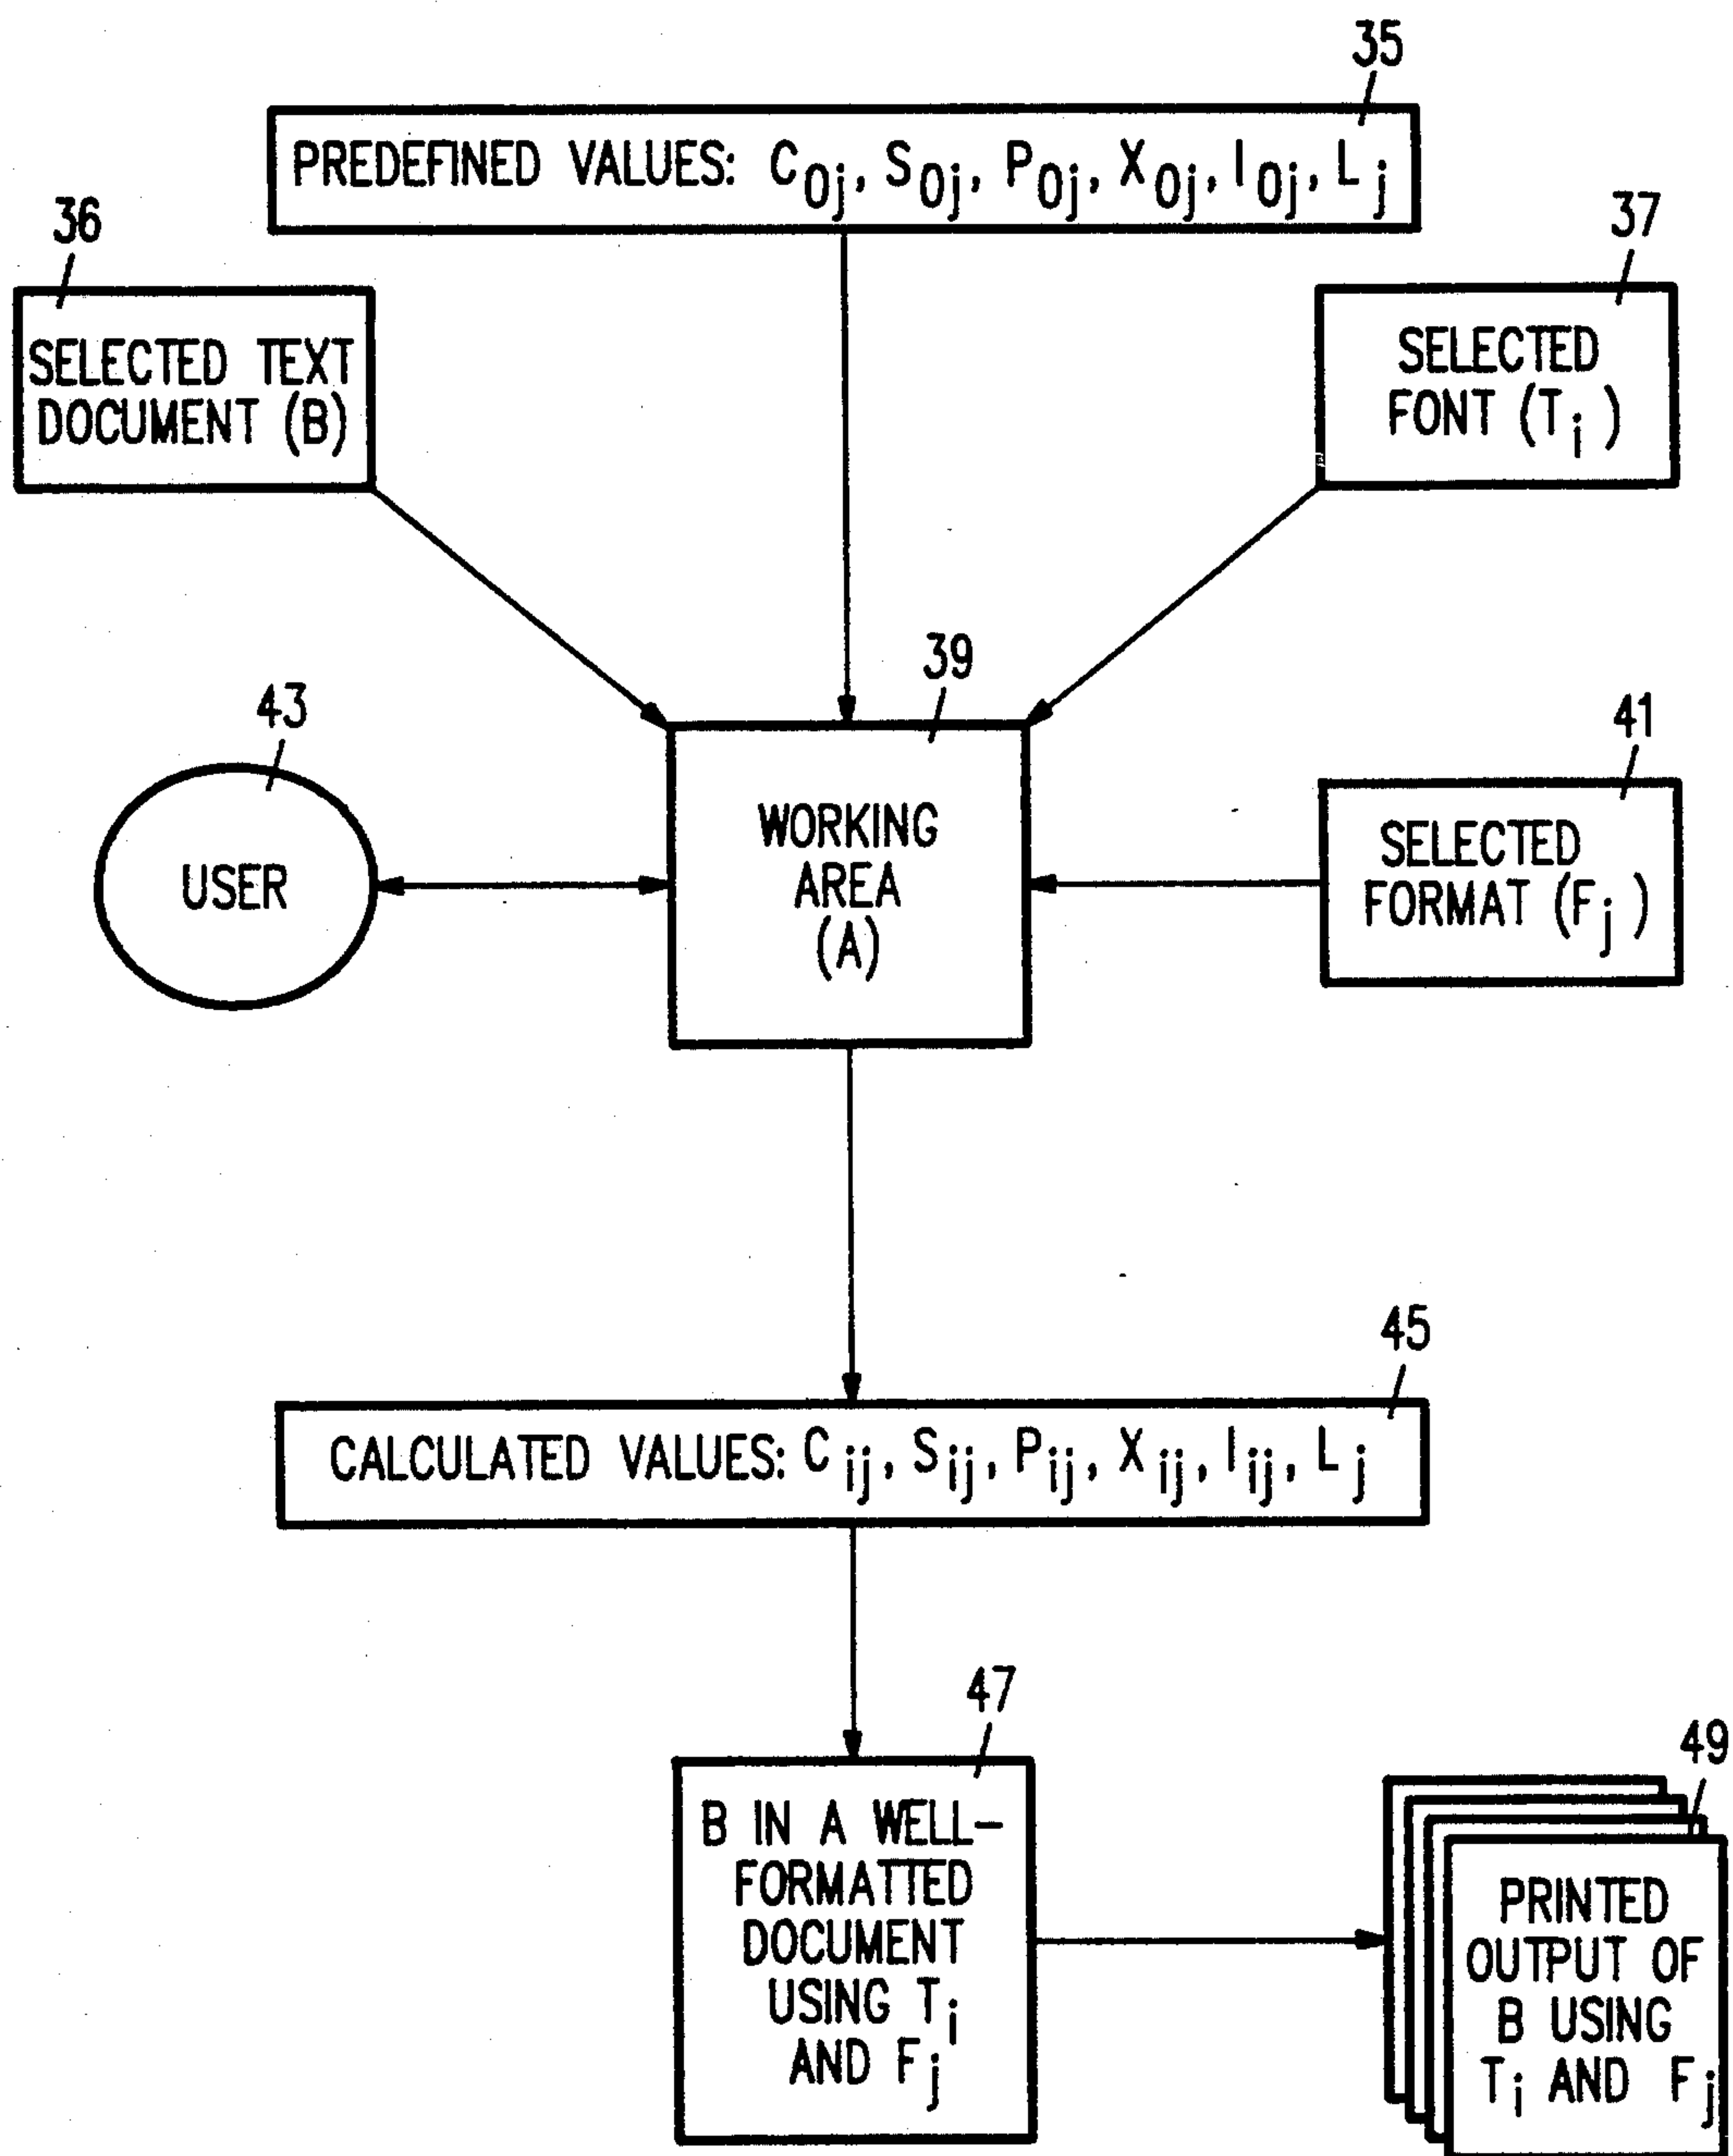 35
PREDEFINED VALUES: C0j, S0j, P0j, X0j, I0j, Lj
36
37
SELECTED TEXT
DOCUMENT (B)
SELECTED
FONT (Ti)
39
43
41
WORKING
AREA
(A)
USER
SELECTED
FORMAT (Fj)
45
CALCULATED VALUES: Cij, Sij, Pij, Xij, Iij, Lj
47
49
B IN A WELL-
FORMATTED
DOCUMENT
USING Ti
AND Fj
PRINTED
OUTPUT OF
B USING
Ti AND Fj